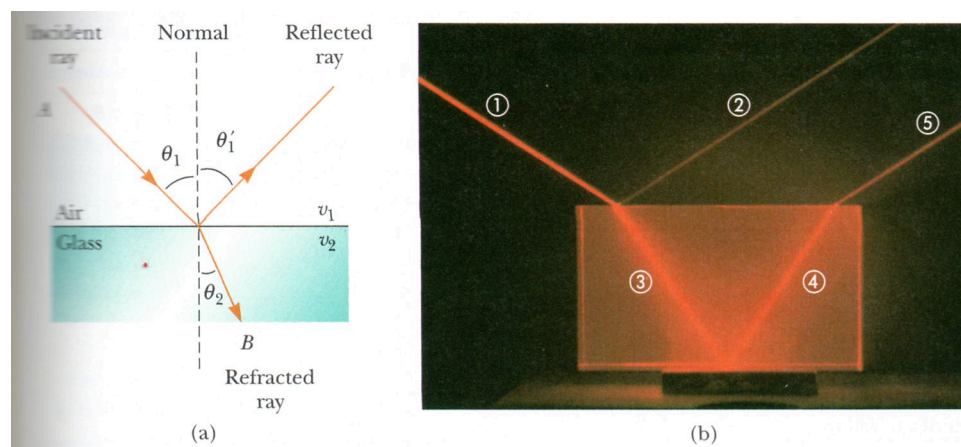 Incident
ray
Normal
Reflected
ray
A
θ1
θ1′
Air
v1
Glass
v2
θ2
B
Refracted
ray
(a)
①
②
⑤
③
④
(b)